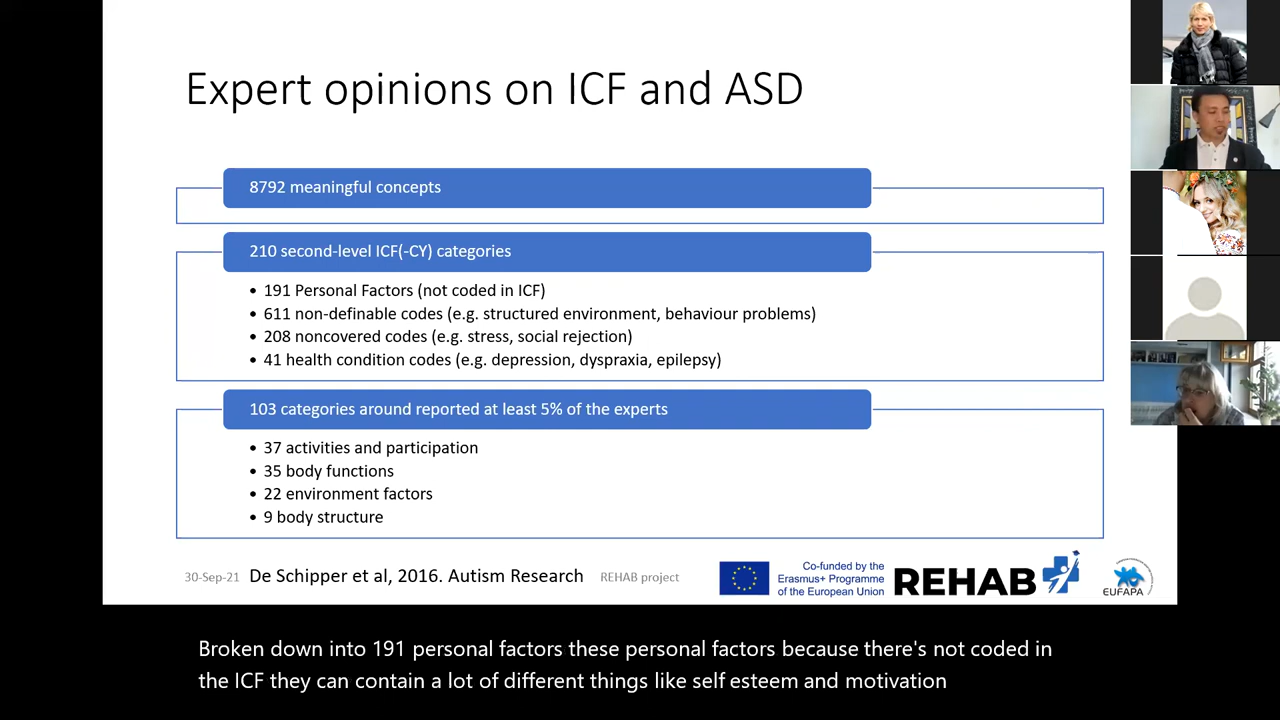 Expert opinions on ICF and ASD
8792 meaningful concepts
210 second-level ICF(-CY) categories
• 191 Personal Factors (not coded in ICF)
• 611 non-definable codes (e.g. structured environment, behaviour problems)
• 208 noncovered codes (e.g. stress, social rejection)
• 41 health condition codes (e.g. depression, dyspraxia, epilepsy)
103 categories around reported at least 5% of the experts
• 37 activities and participation
• 35 body functions
• 22 environment factors
• 9 body structure
30-Sep-21 De Schipper et al, 2016. Autism Research REHAB project
Co-funded by the
Erasmus+ Programme
of the European Union
REHAB
EUFAPA
Broken down into 191 personal factors these personal factors because there's not coded in
the ICF they can contain a lot of different things like self esteem and motivation